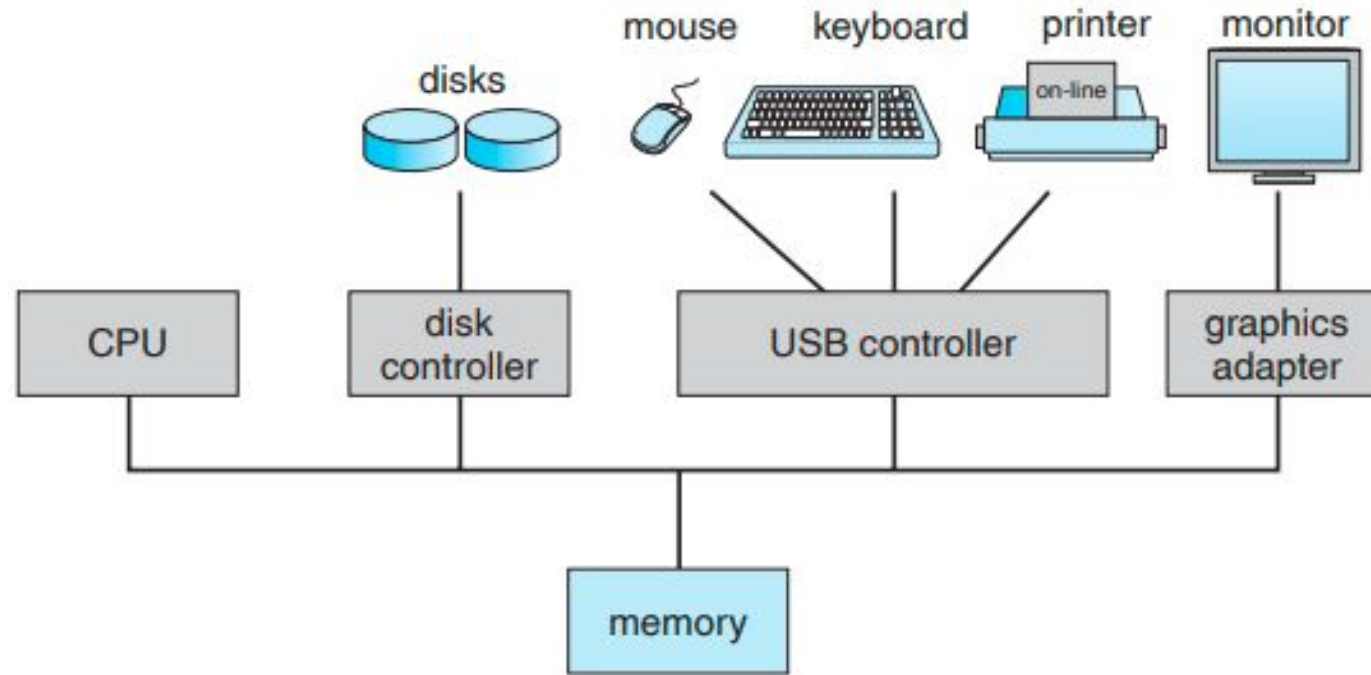 mouse
keyboard
printer
monitor
disks
on-line
CPU
disk
controller
USB controller
graphics
adapter
memory